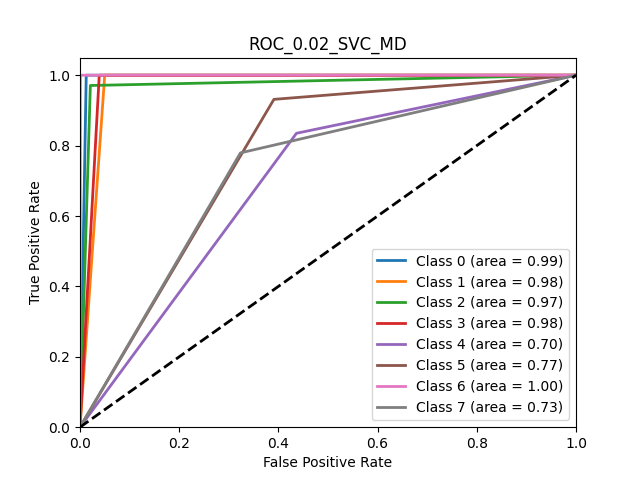 ROC_0.02_SVC_MD
1.0
0.8
0.6
0.4
0.2
0.0
True Positive Rate
Class 0 (area = 0.99)
Class 1 (area = 0.98)
Class 2 (area = 0.97)
Class 3 (area = 0.98)
Class 4 (area = 0.70)
Class 5 (area = 0.77)
Class 6 (area = 1.00)
Class 7 (area = 0.73)
0.0 0.2 0.4 0.6 0.8 1.0
False Positive Rate